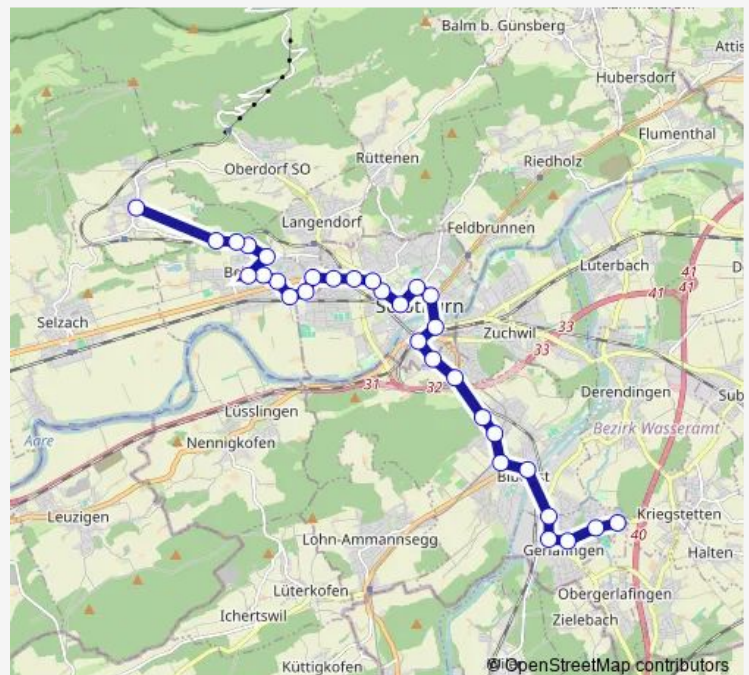 Balm b. Günsberg
Attis
Hubersdorf
Flumenthal
Rüttenen
Riedholz
Oberdorf SO
Langendorf
Feldbrunnen
Luterbach
41
41
41
Selzach
Zuchwil
33
33
31
32
Derendingen
Sub
Lüsslingen
Bezirk Wasseramt
Aare
Nennigkofen
Leuzigen
Kriegstetten
40
Lohn-Ammannsegg
Gerlafingen
Halten
Lüterkofen
Obergerlafingen
Ichertswil
Zielebach
Küttigkofen
© OpenStreetMap contributors